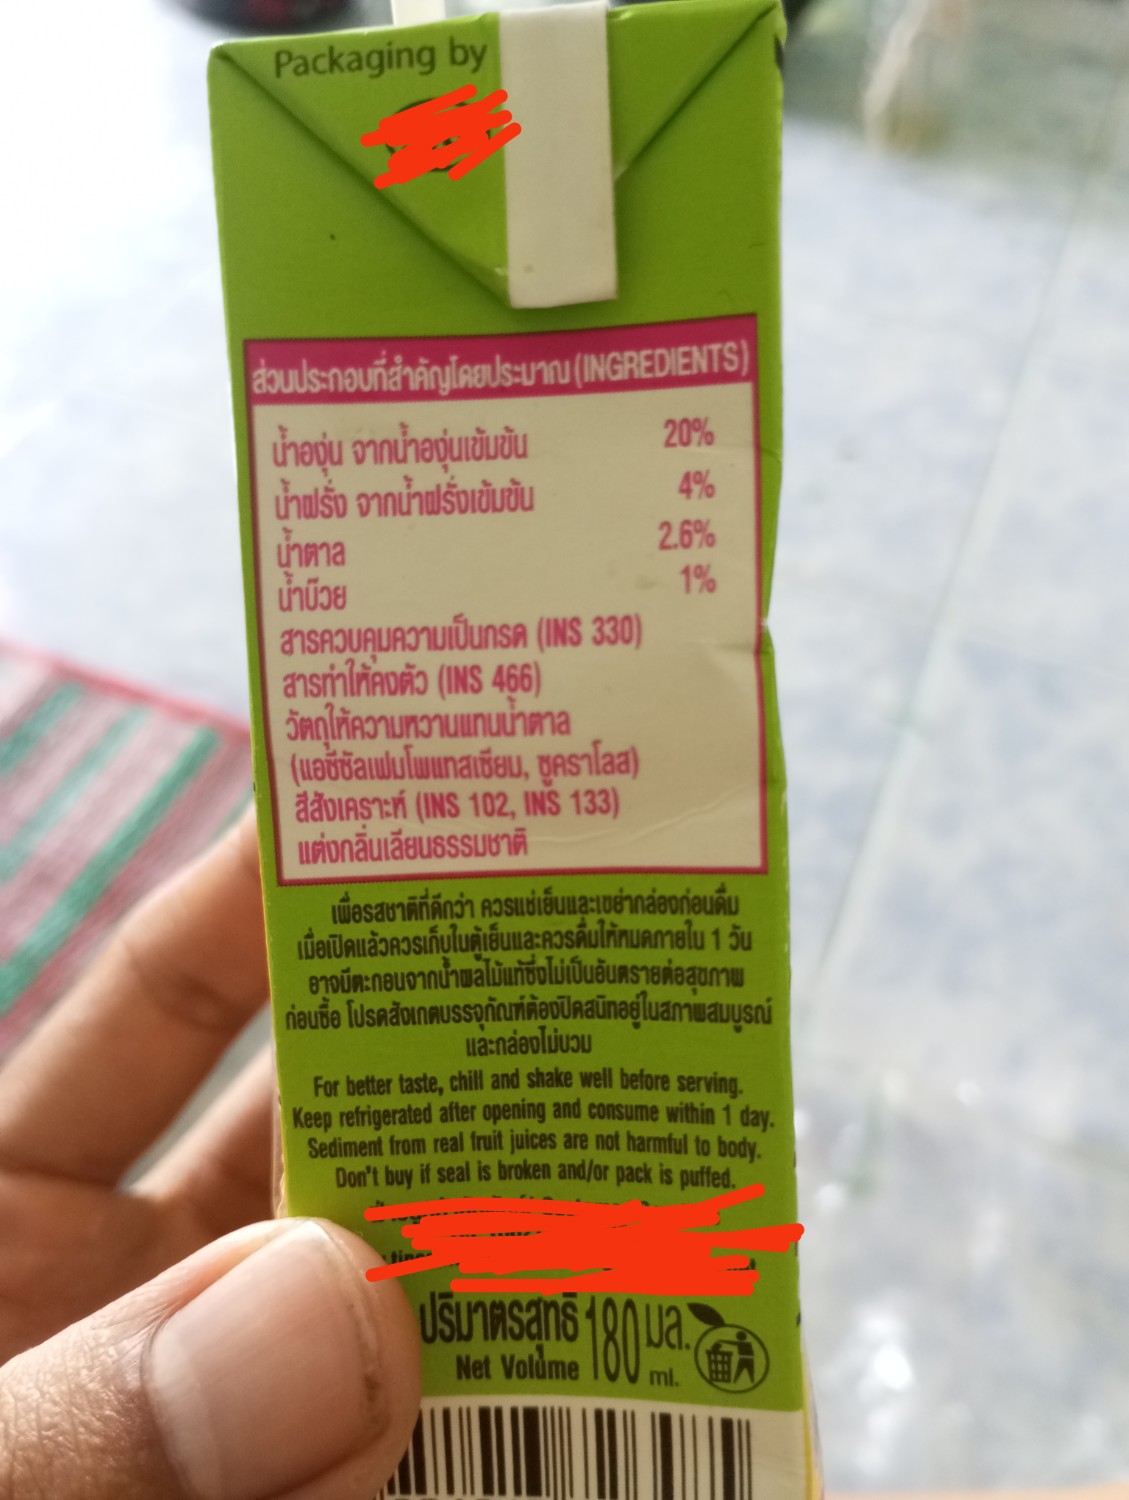 Packaging by
ส่วนประกอบที่สำคัญโดยประมาณ (INGREDIENTS)
น้ำองุ่น จากน้ำองุ่นเข้มข้น 20%
น้ำฝรั่ง จากน้ำฝรั่งเข้มข้น 4%
น้ำตาล 2.6%
น้ำบ๊วย 1%
สารควบคุมความเป็นกรด (INS 330)
สารทำให้คงตัว (INS 466)
วัตถุให้ความหวานแทนน้ำตาล
(แอซีซัลเฟมโพแทสเซียม, ซูคราโลส)
สีสังเคราะห์ (INS 102, INS 133)
แต่งกลิ่นเลียนธรรมชาติ
เพื่อรสชาติที่ดีกว่า ควรแช่เย็นและเขย่ากล่องก่อนดื่ม
เมื่อเปิดแล้วควรเก็บในตู้เย็นและควรดื่มให้หมดภายใน 1 วัน
อาจมีตะกอนจากน้ำผลไม้แท้ซึ่งไม่เป็นอันตรายต่อสุขภาพ
ก่อนซื้อ โปรดสังเกตบรรจุภัณฑ์ต้องปิดสนิทอยู่ในสภาพสมบูรณ์
และกล่องไม่บวม
For better taste, chill and shake well before serving.
Keep refrigerated after opening and consume within 1 day.
Sediment from real fruit juices are not harmful to body.
Don't buy if seal is broken and/or pack is puffed.
ปริมาตรสุทธิ 180 มล.
Net Volume ml.